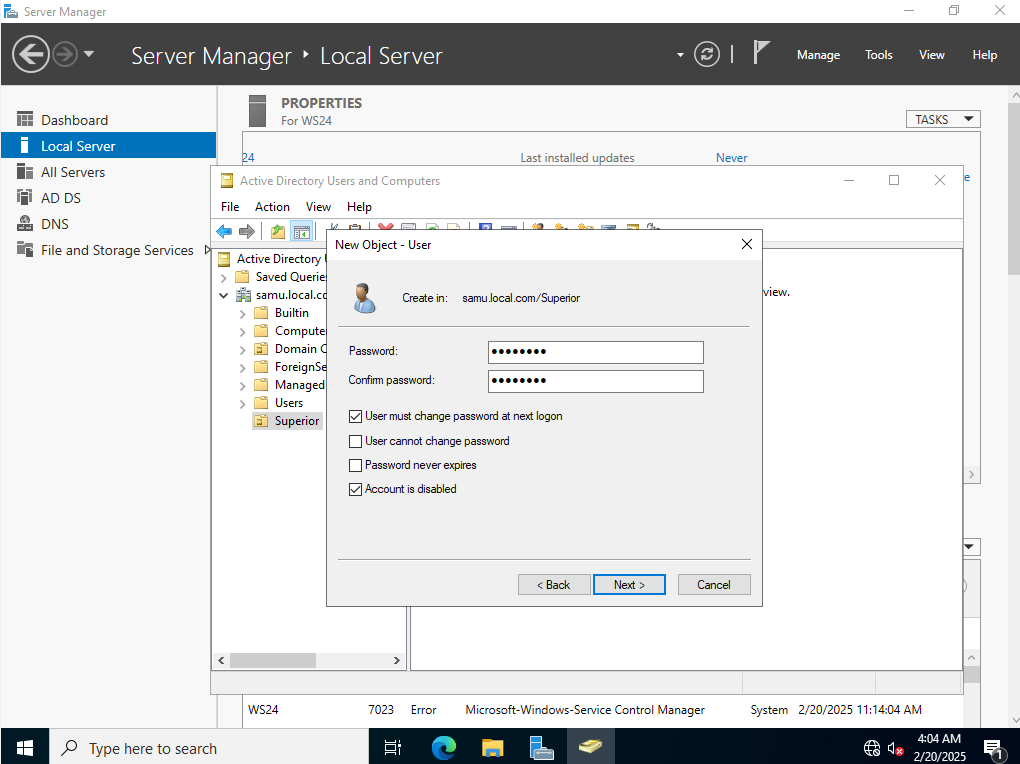 Server Manager
Server Manager ‣ Local Server
Manage Tools View Help
Dashboard
Local Server
All Servers
AD DS
DNS
File and Storage Services
PROPERTIES
For WS24
TASKS
24 Last installed updates Never
Active Directory Users and Computers
File Action View Help
Active Directory
Saved Querie
samu.local.co
Builtin
Compute
Domain C
ForeignSe
Managed
Users
Superior
view.
New Object - User
Create in: samu.local.com/Superior
Password: ●●●●●●●●
Confirm password: ●●●●●●●●
User must change password at next logon
User cannot change password
Password never expires
Account is disabled
< Back Next > Cancel
WS24 7023 Error Microsoft-Windows-Service Control Manager System 2/20/2025 11:14:04 AM
Type here to search
4:04 AM
2/20/2025
1